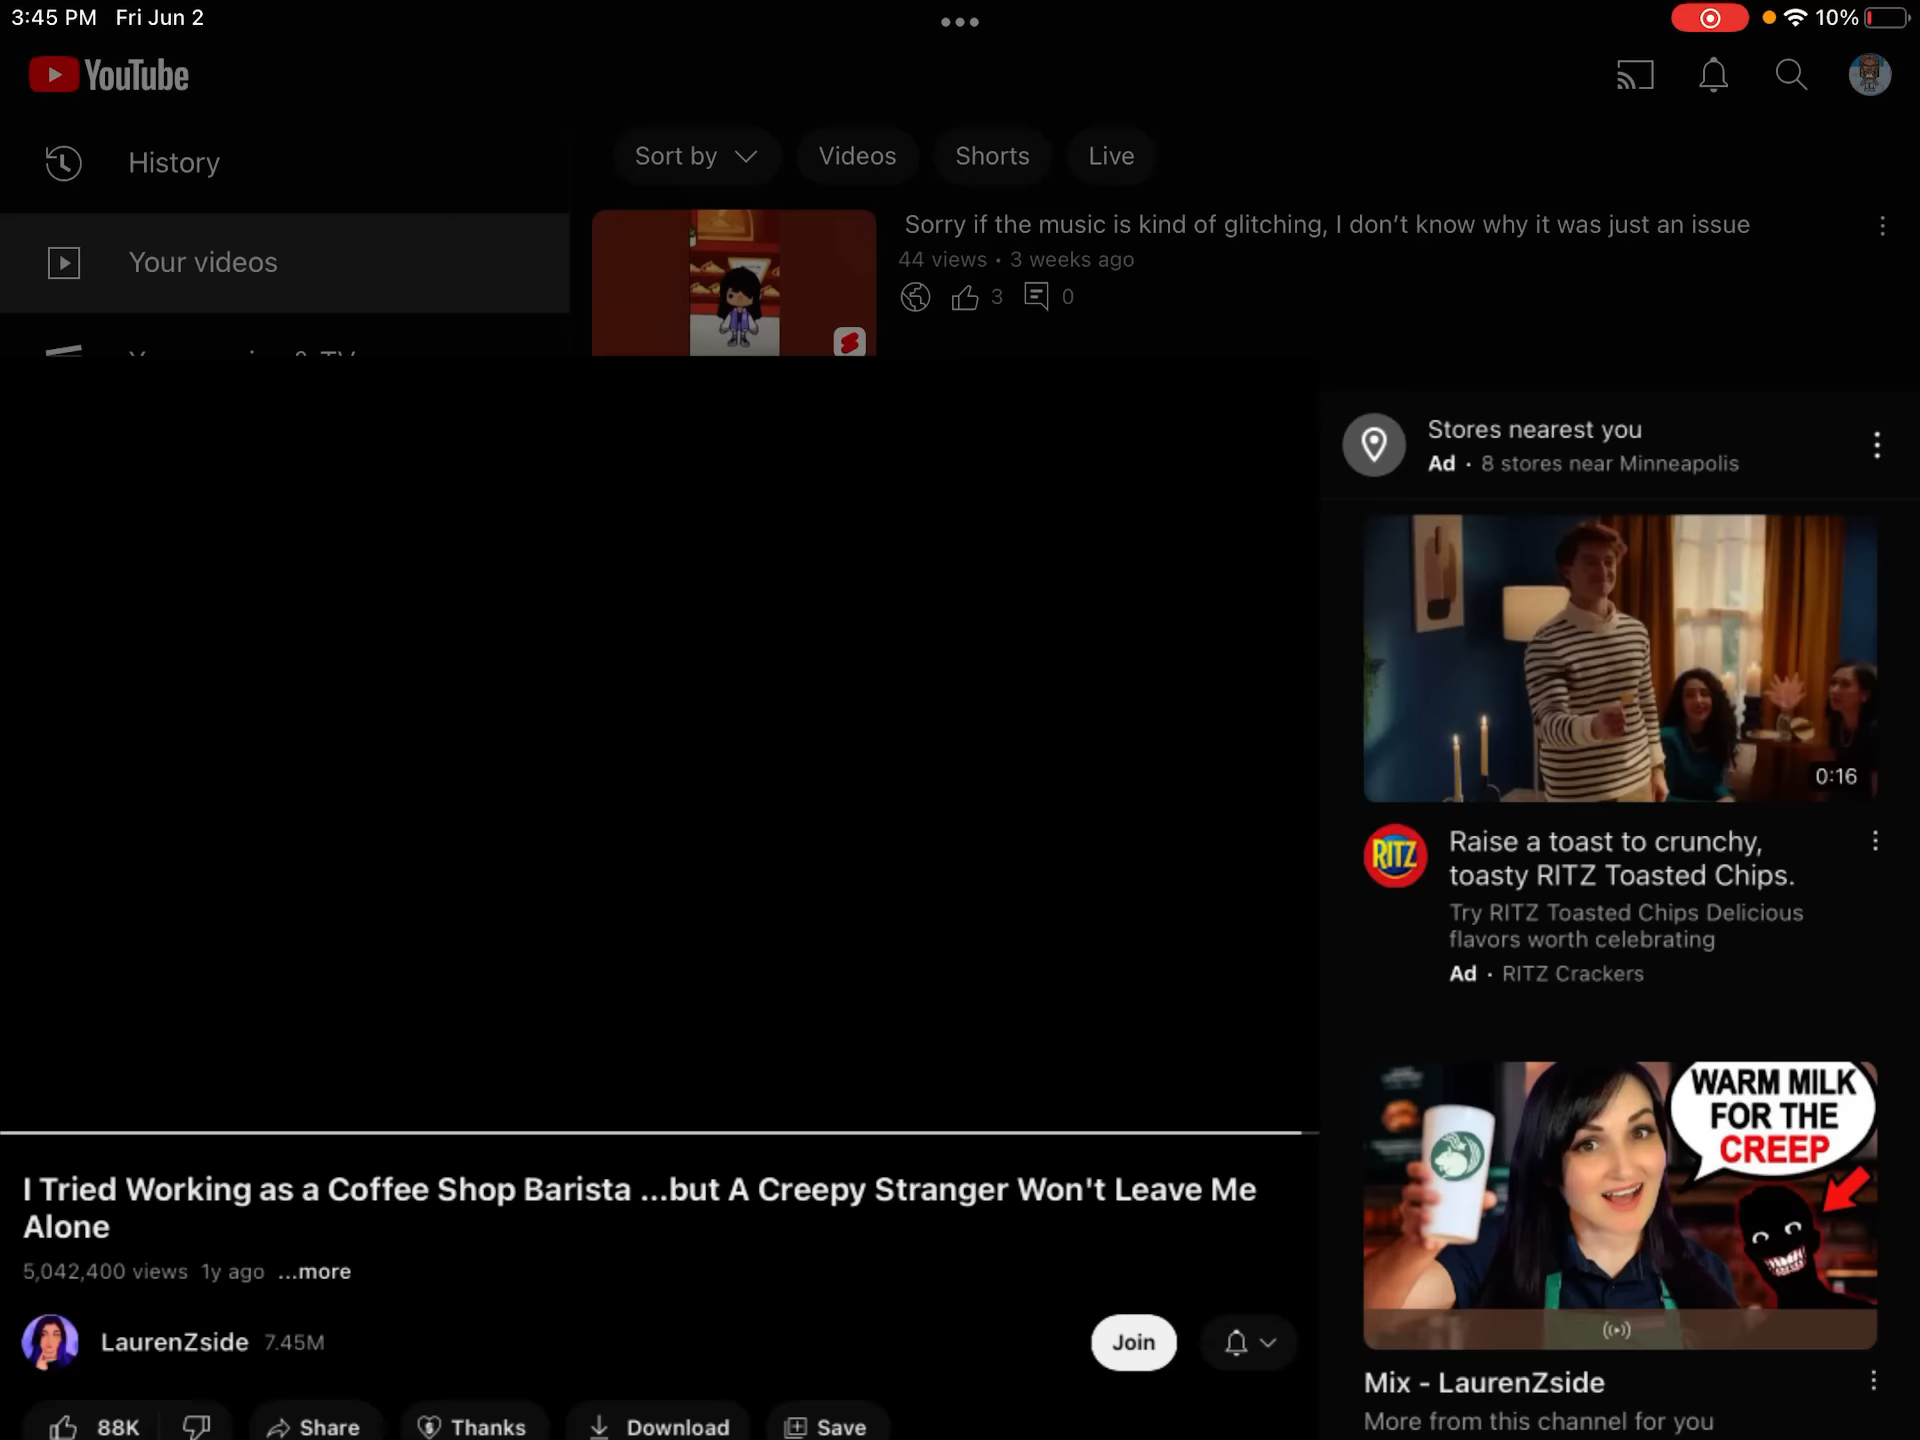 3:45 PM Fri Jun 2
10%
YouTube
History
Your videos
Sort by
Videos
Shorts
Live
Sorry if the music is kind of glitching, I don’t know why it was just an issue
44 views • 3 weeks ago
3
0
Stores nearest you
Ad · 8 stores near Minneapolis
0:16
RITZ
Raise a toast to crunchy,
toasty RITZ Toasted Chips.
Try RITZ Toasted Chips Delicious
flavors worth celebrating
Ad · RITZ Crackers
WARM MILK
FOR THE
CREEP
Mix - LaurenZside
More from this channel for you
I Tried Working as a Coffee Shop Barista ...but A Creepy Stranger Won't Leave Me
Alone
5,042,400 views 1y ago ...more
LaurenZside 7.45M
Join
88K
Share
Thanks
Download
Save